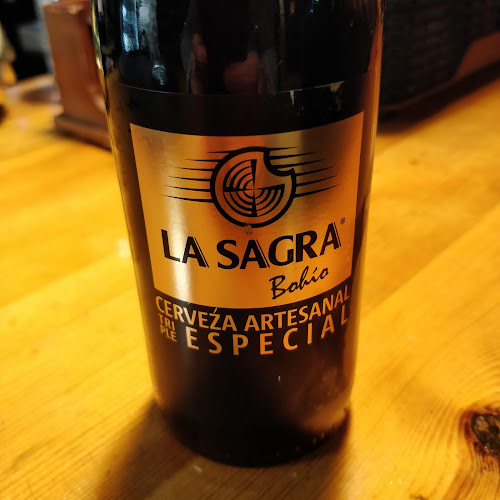 LA SAGRA®
Bohío
CERVEZA ARTESANAL
TRIPLE ESPECIAL